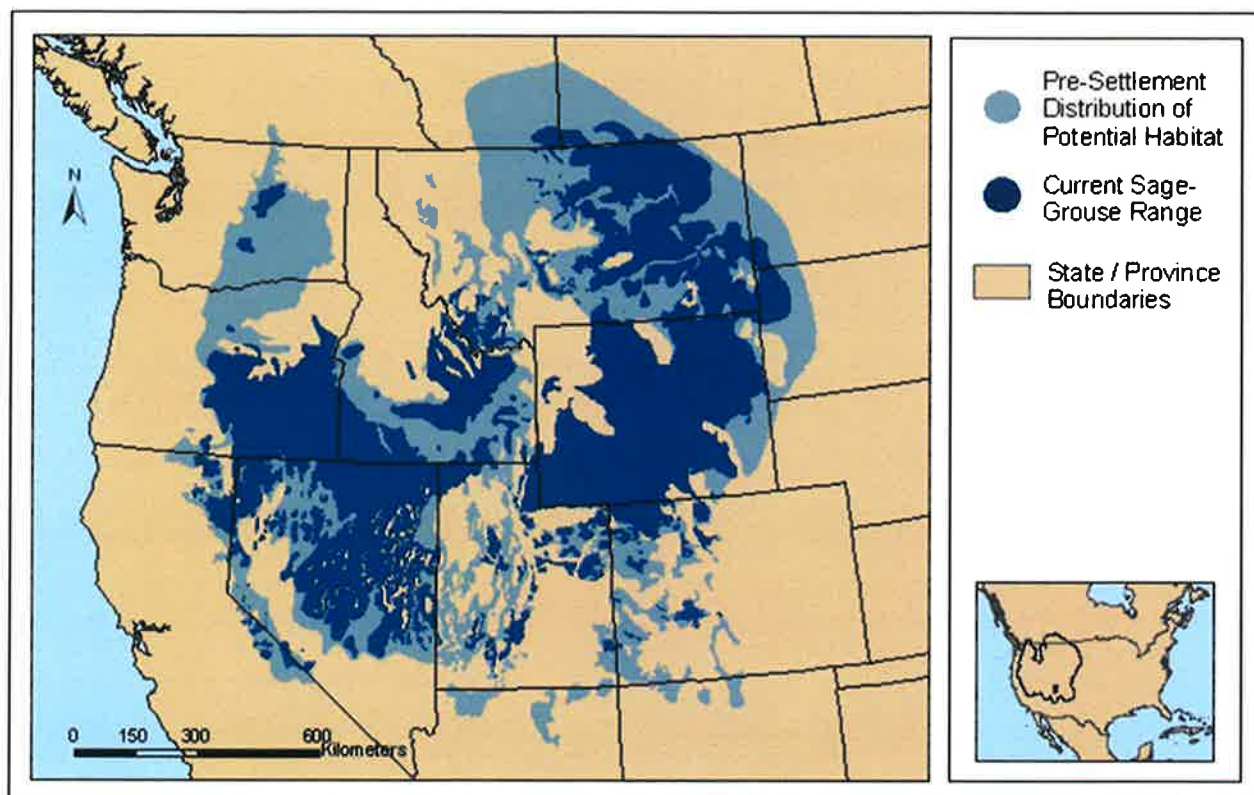 N
0 150 300 600
Kilometers
Pre-Settlement
Distribution of
Potential Habitat
Current Sage-
Grouse Range
State / Province
Boundaries